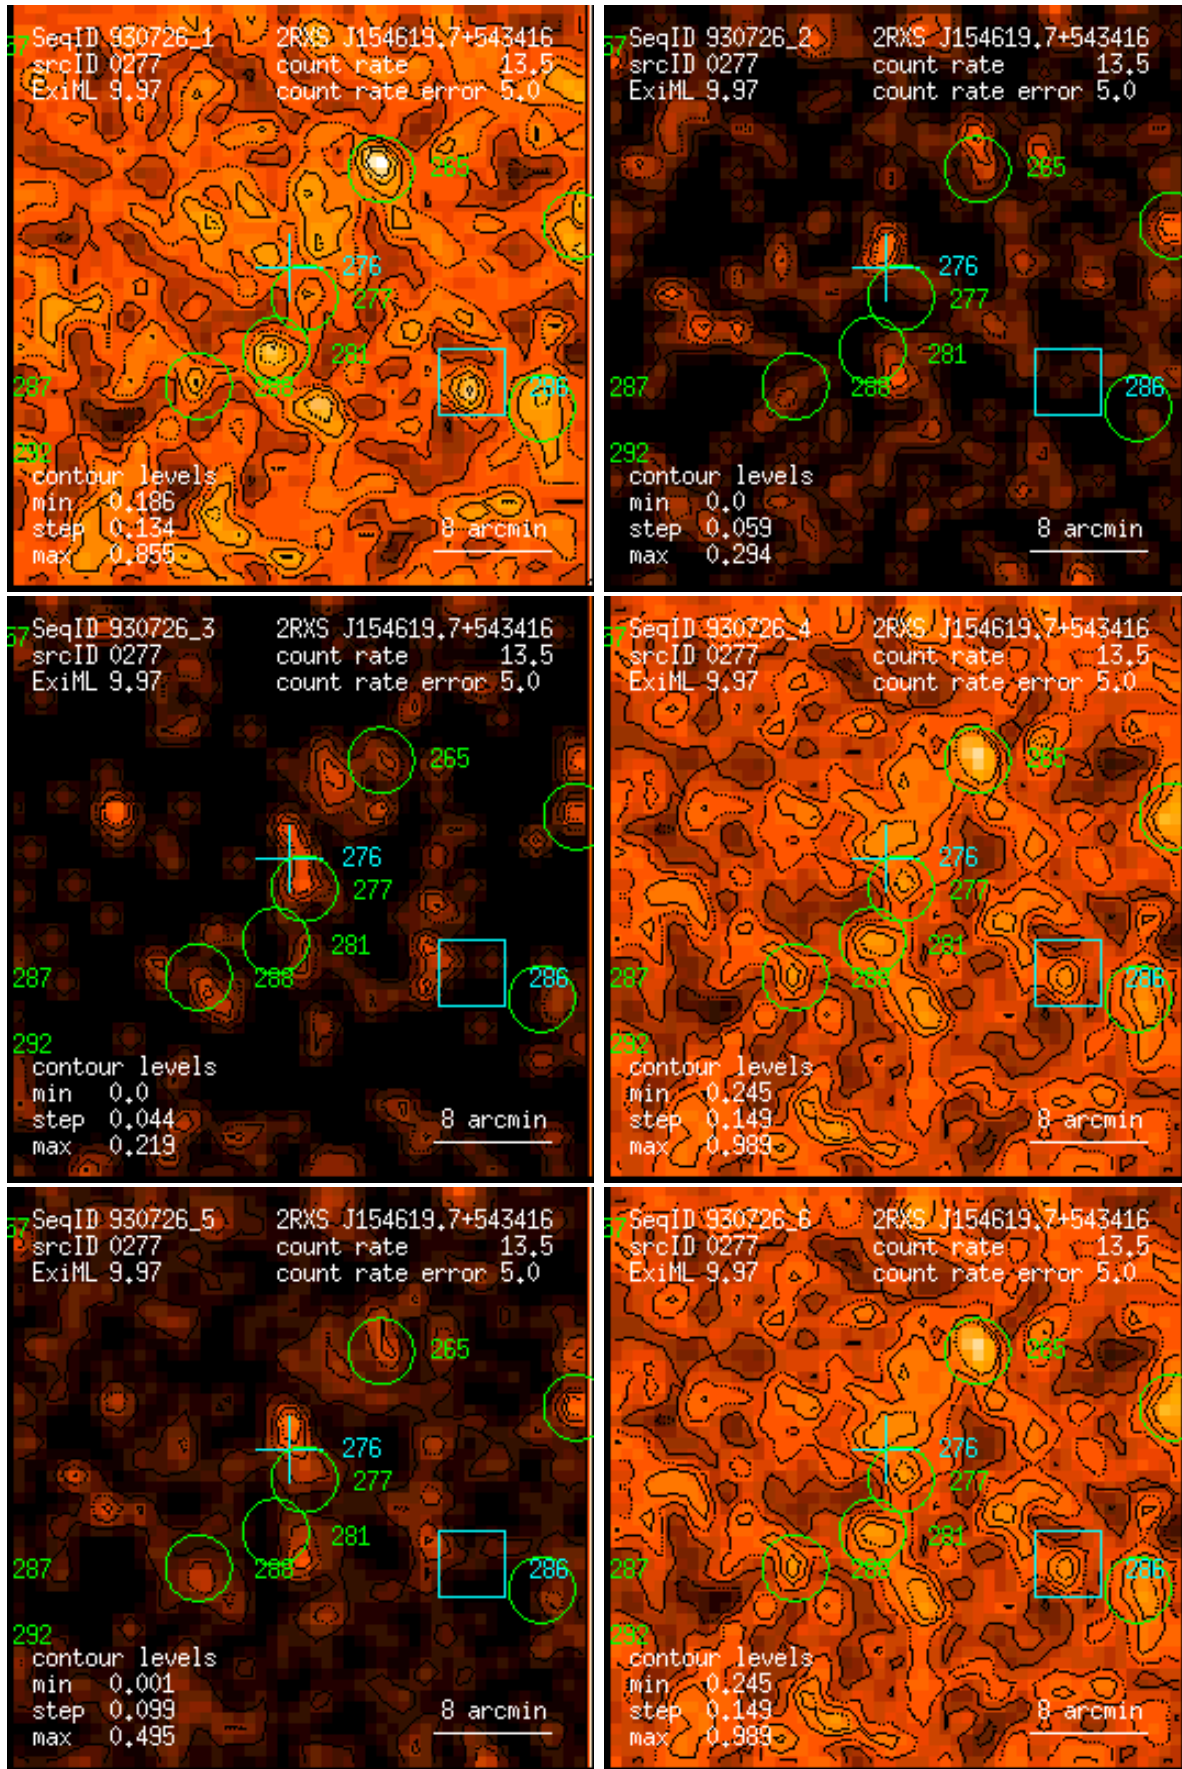 SeqID 930726_1 2RXS J154619.7+543416
57
srcID 0277 count rate 13.5
ExiML 9.97 count rate error 5.0
265
276
277
281
287 288 286
292
contour levels
min 0.186
step 0.134 8 arcmin
max 0.855
SeqID 930726_2 2RXS J154619.7+543416
57
srcID 0277 count rate 13.5
ExiML 9.97 count rate error 5.0
265
276
277
281
287 288 286
292
contour levels
min 0.0
step 0.059 8 arcmin
max 0.294
SeqID 930726_3 2RXS J154619.7+543416
57
srcID 0277 count rate 13.5
ExiML 9.97 count rate error 5.0
265
276
277
281
287 288 286
292
contour levels
min 0.0
step 0.044 8 arcmin
max 0.219
SeqID 930726_4 2RXS J154619.7+543416
57
srcID 0277 count rate 13.5
ExiML 9.97 count rate error 5.0
265
276
277
281
287 288 286
292
contour levels
min 0.245
step 0.149 8 arcmin
max 0.989
SeqID 930726_5 2RXS J154619.7+543416
57
srcID 0277 count rate 13.5
ExiML 9.97 count rate error 5.0
265
276
277
281
287 288 286
292
contour levels
min 0.001
step 0.099 8 arcmin
max 0.495
SeqID 930726_6 2RXS J154619.7+543416
57
srcID 0277 count rate 13.5
ExiML 9.97 count rate error 5.0
265
276
277
281
287 288 286
292
contour levels
min 0.245
step 0.149 8 arcmin
max 0.989